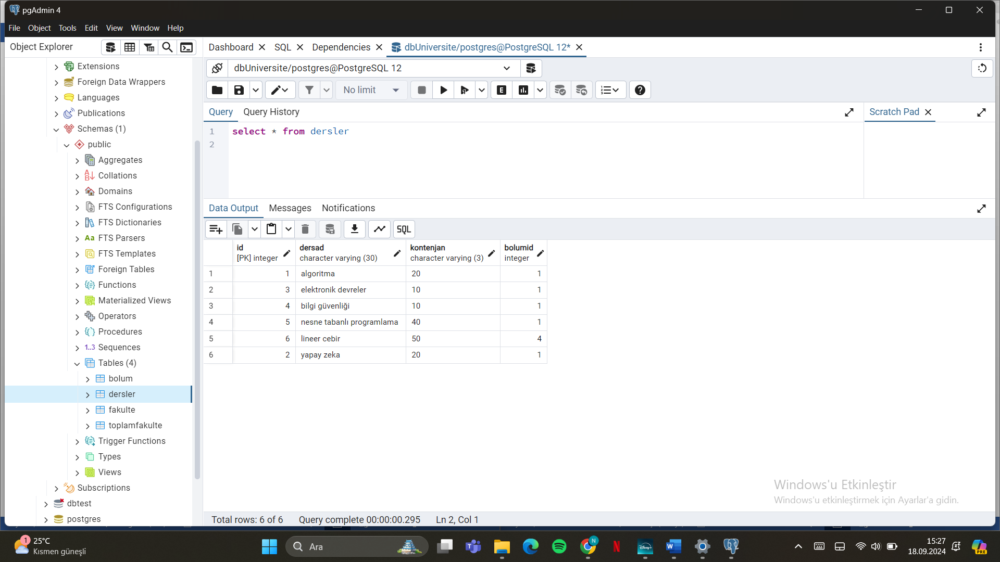 pgAdmin 4
File Object Tools Edit View Window Help
Object Explorer
Extensions
Foreign Data Wrappers
Languages
Publications
Schemas (1)
public
Aggregates
Collations
Domains
FTS Configurations
FTS Dictionaries
Aa FTS Parsers
FTS Templates
Foreign Tables
Functions
Materialized Views
Operators
Procedures
1..3 Sequences
Tables (4)
bolum
dersler
fakulte
toplamfakulte
Trigger Functions
Types
Views
Subscriptions
dbtest
postgres
Dashboard SQL Dependencies dbUniversite/postgres@PostgreSQL 12*
dbUniversite/postgres@PostgreSQL 12
No limit E
Query Query History Scratch Pad
1 select * from dersler
2
Data Output Messages Notifications
SQL
id dersad kontenjan bolumid
[PK] integer character varying (30) character varying (3) integer
1 1 algoritma 20 1
2 3 elektronik devreler 10 1
3 4 bilgi güvenliği 10 1
4 5 nesne tabanlı programlama 40 1
5 6 lineer cebir 50 4
6 2 yapay zeka 20 1
Windows'u Etkinleştir
Windows'u etkinleştirmek için Ayarlar'a gidin.
Total rows: 6 of 6 Query complete 00:00:00.295 Ln 2, Col 1
1 25°C
Kısmen güneşli
Ara
N
Disney+
W
PRE
15:27
18.09.2024